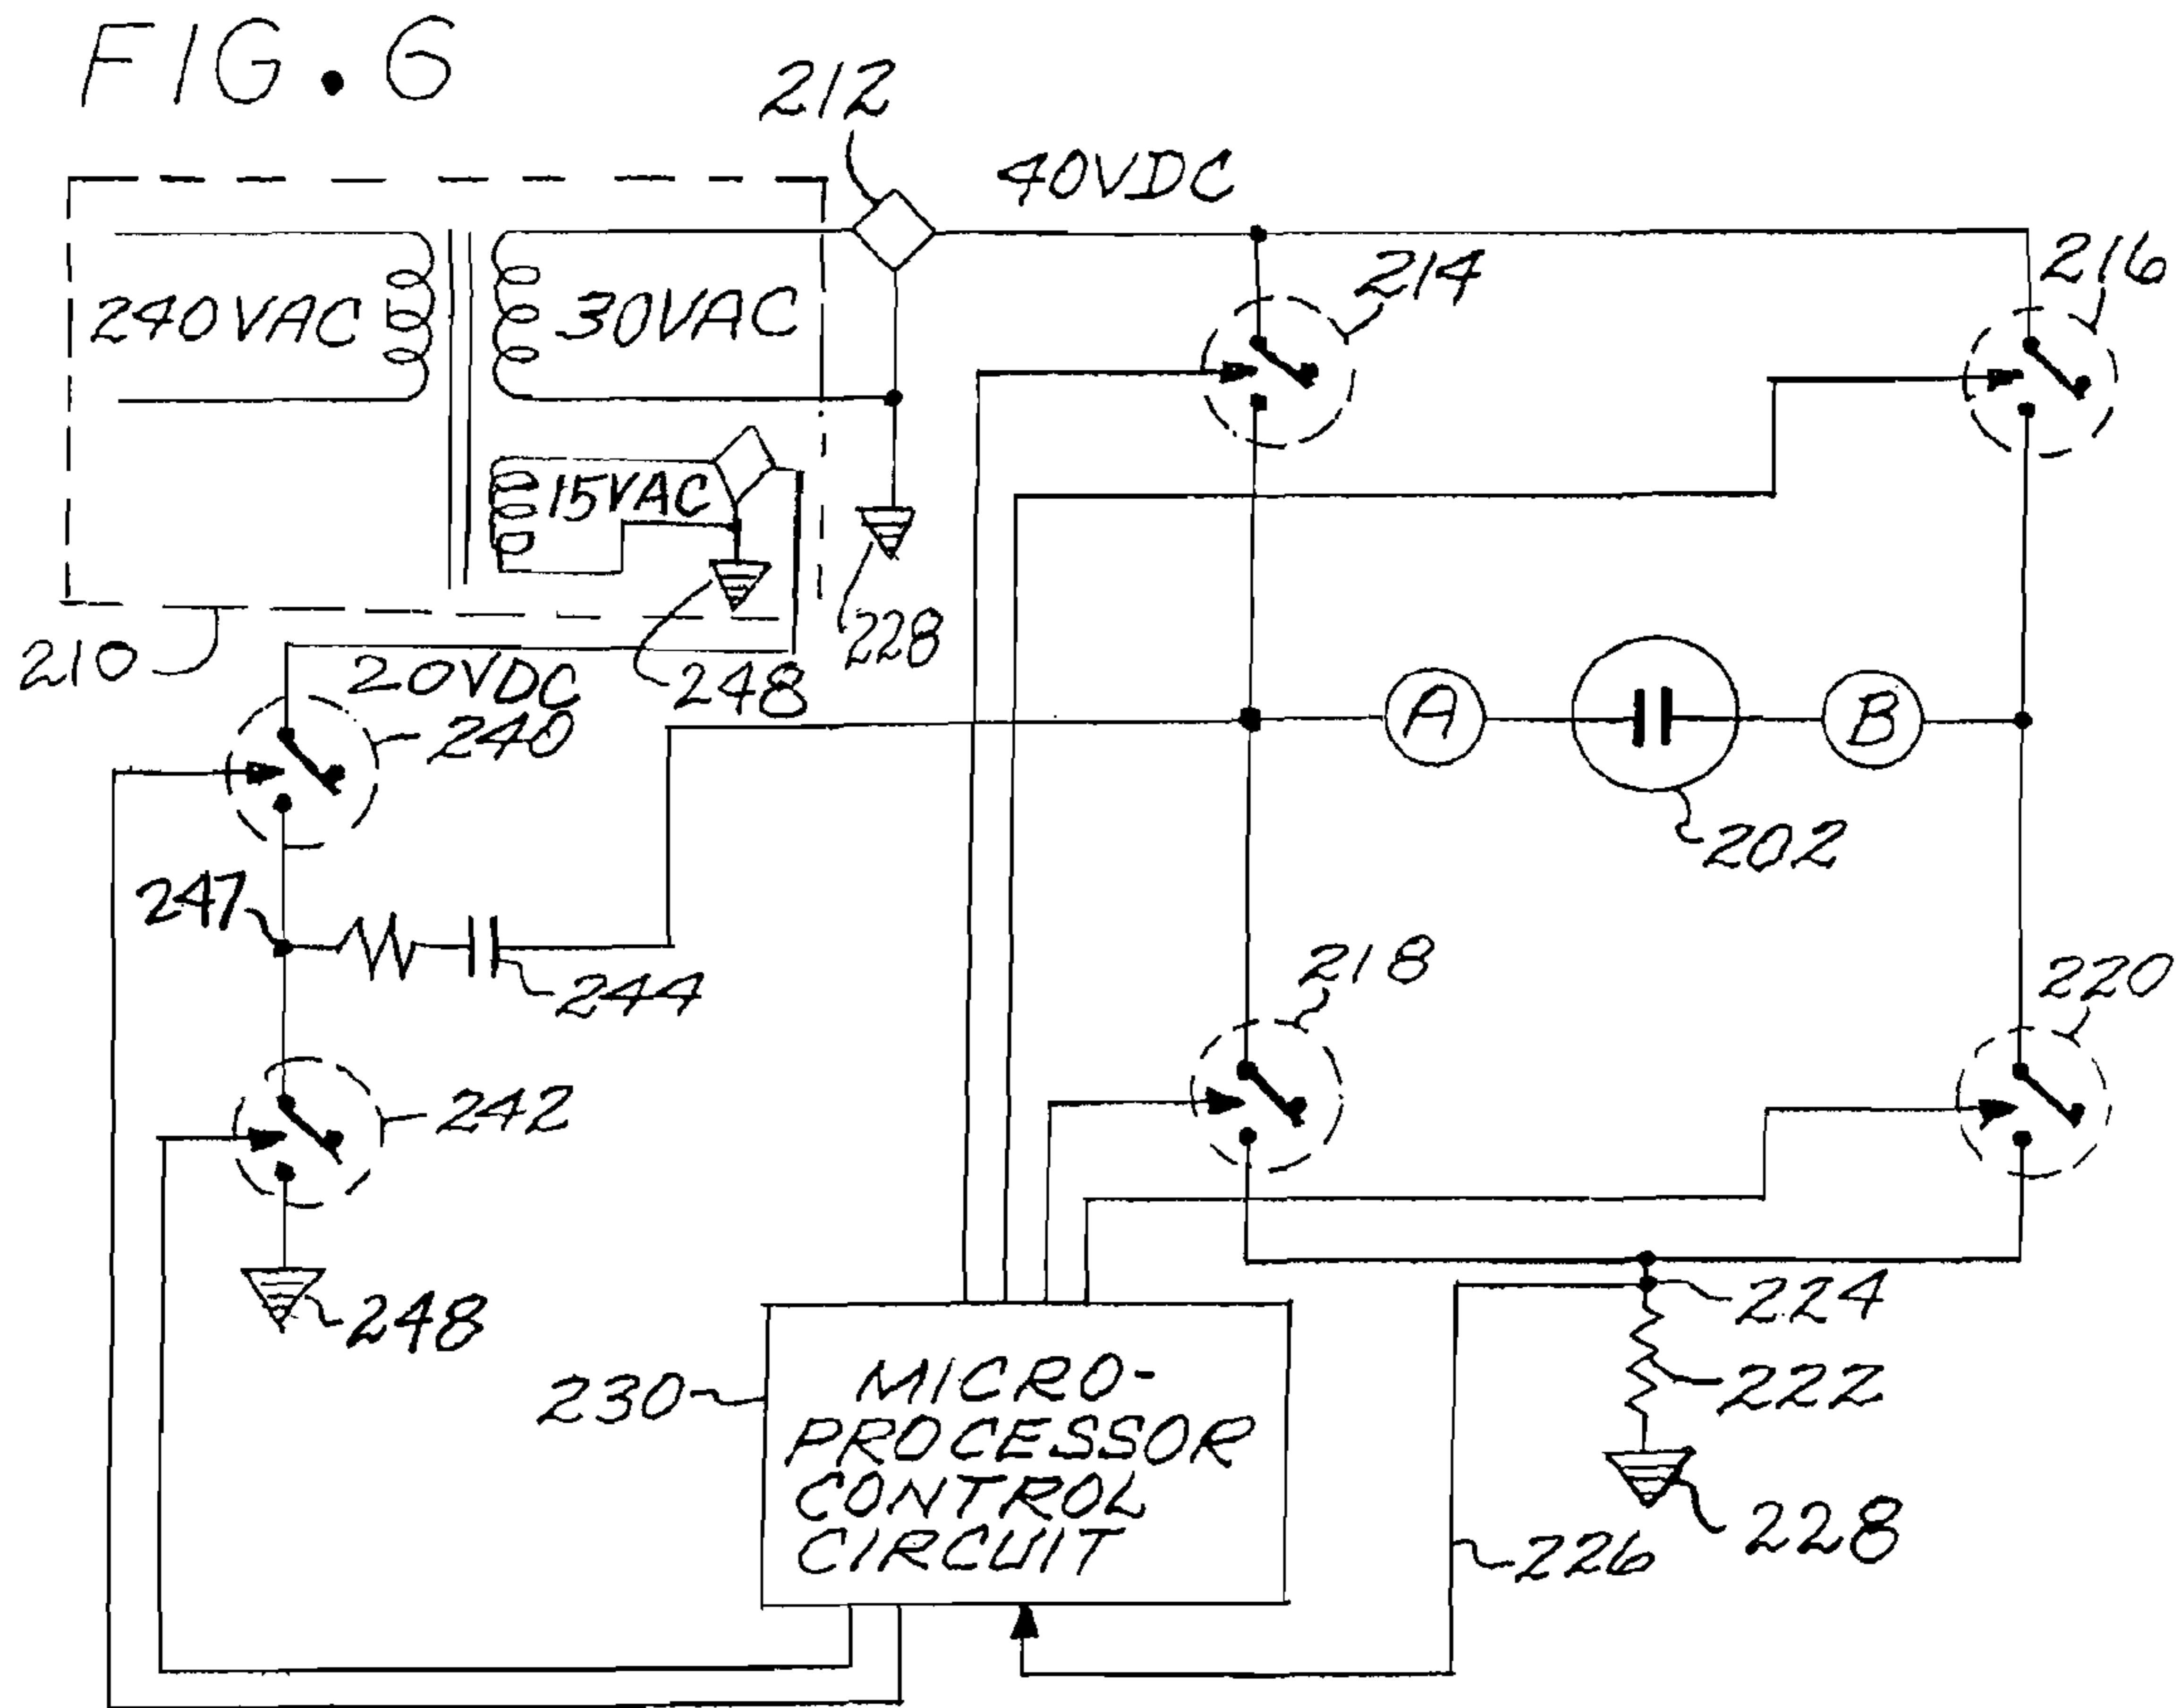 FIG. 6
212
40VDC
214
216
240VAC
30VAC
15VAC
210
228
248
20VDC
240
A
B
202
247
244
218
220
242
248
224
222
230
MICRO-
PROCESSOR
CONTROL
CIRCUIT
226
228